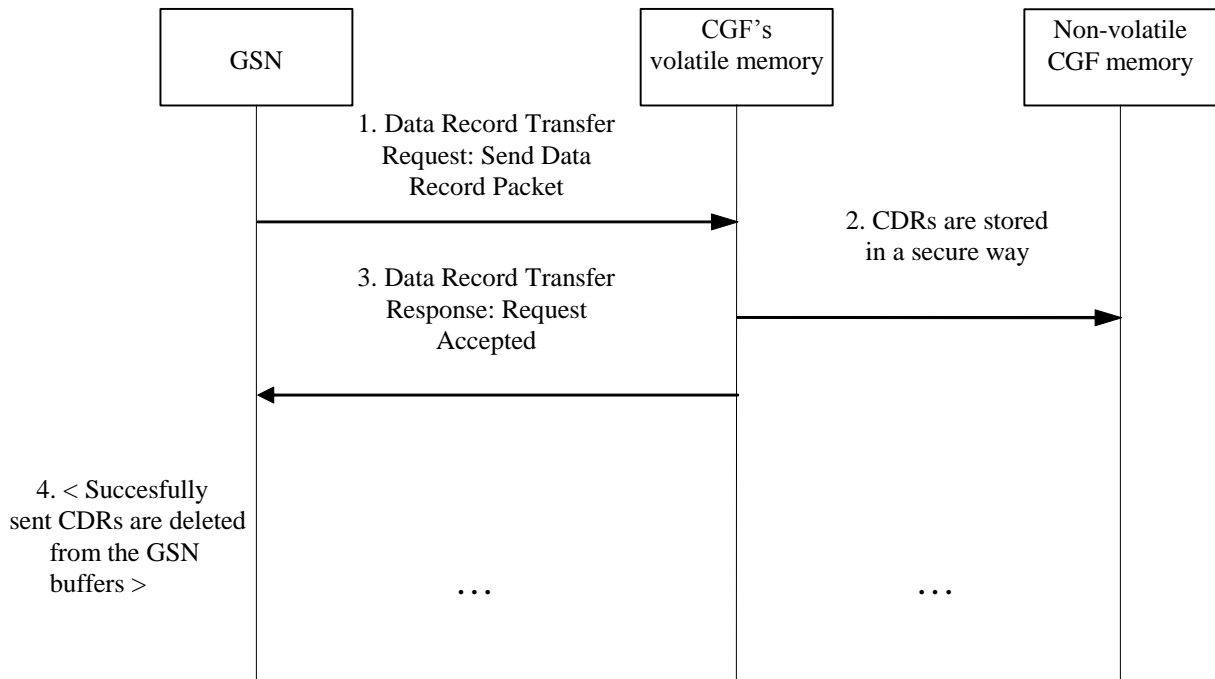 GSN
CGF's
volatile memory
Non-volatile
CGF memory
1. Data Record Transfer
Request: Send Data
Record Packet
2. CDRs are stored
in a secure way
3. Data Record Transfer
Response: Request
Accepted
4. < Succesfully
sent CDRs are deleted
from the GSN
buffers >
...
...